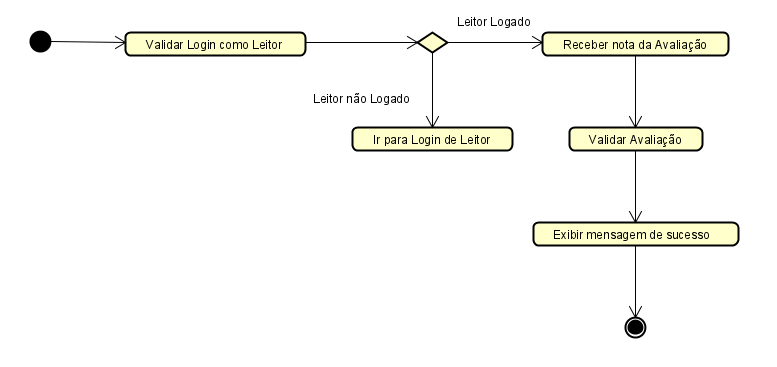 Leitor Logado
Validar Login como Leitor
Receber nota da Avaliação
Leitor não Logado
Ir para Login de Leitor
Validar Avaliação
Exibir mensagem de sucesso